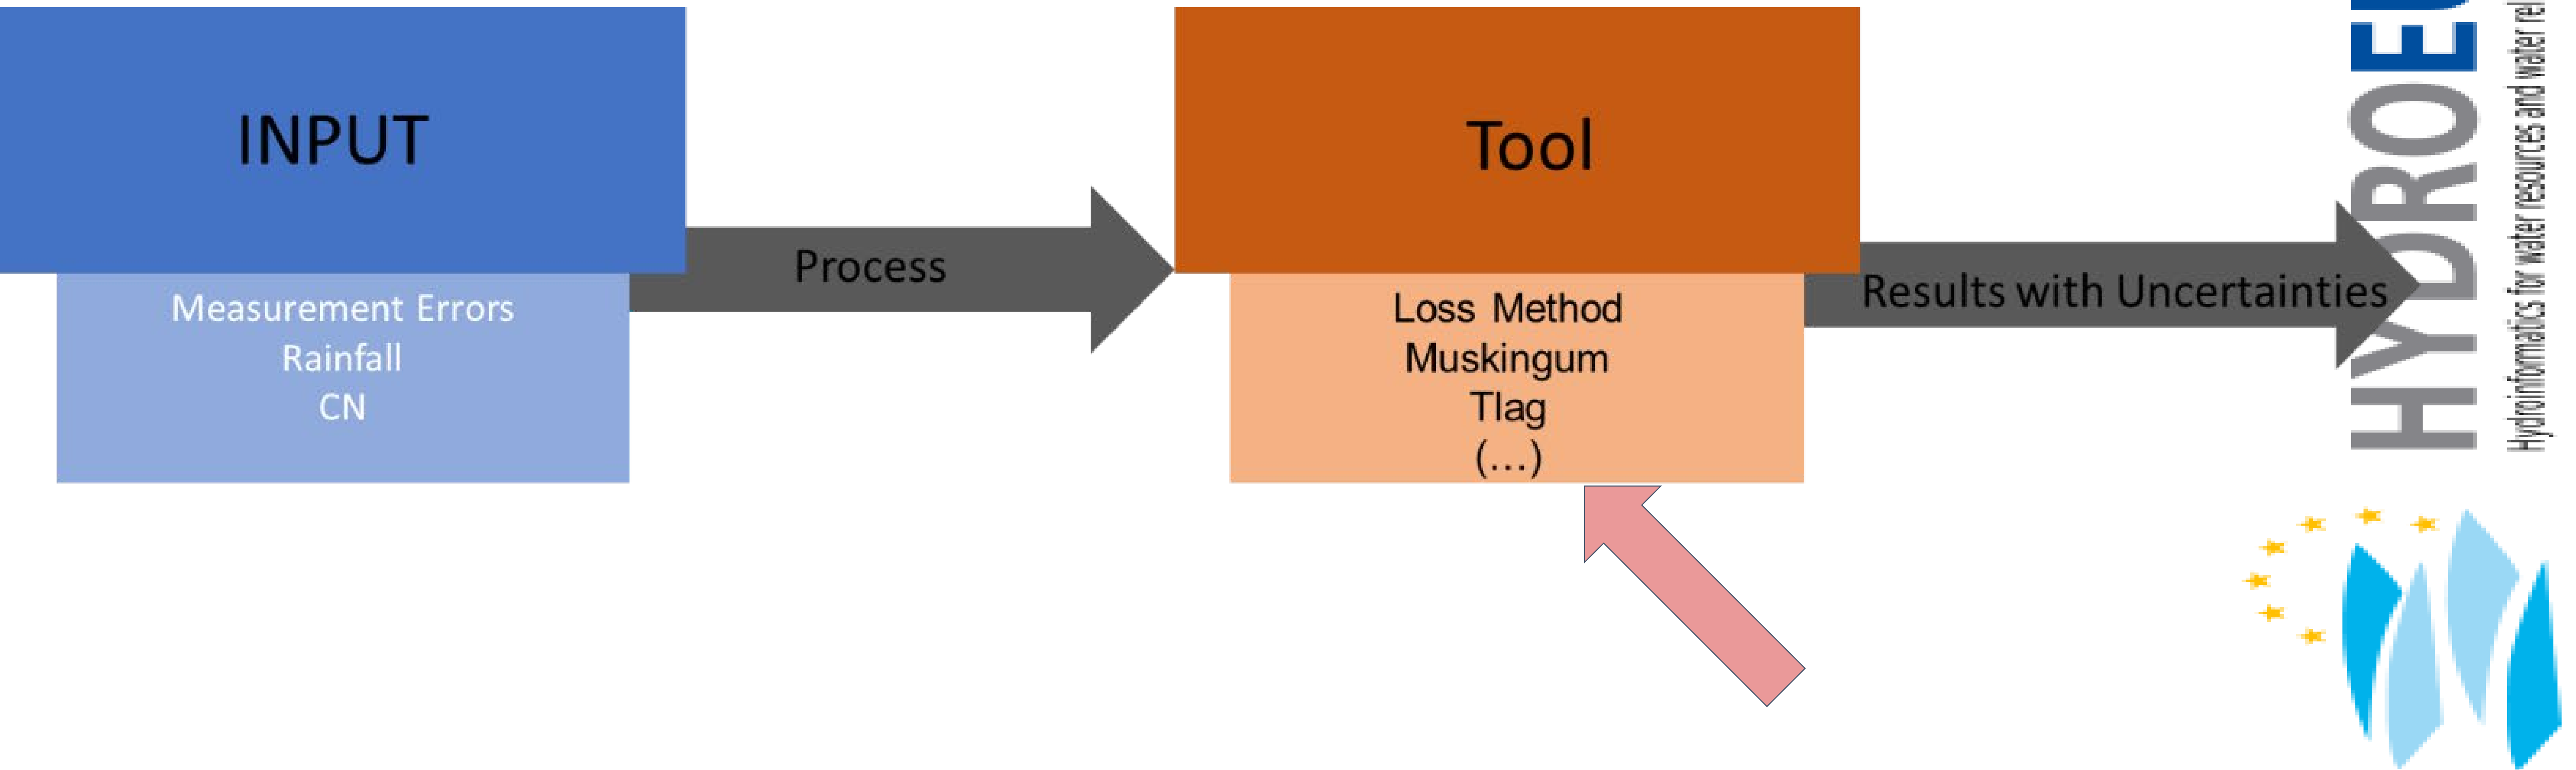 INPUT
Measurement Errors
Rainfall
CN
Process
Tool
Loss Method
Muskingum
Tlag
(...)
Results with Uncertainties
HYDROE
Hydroinformatics for water resources and water rel